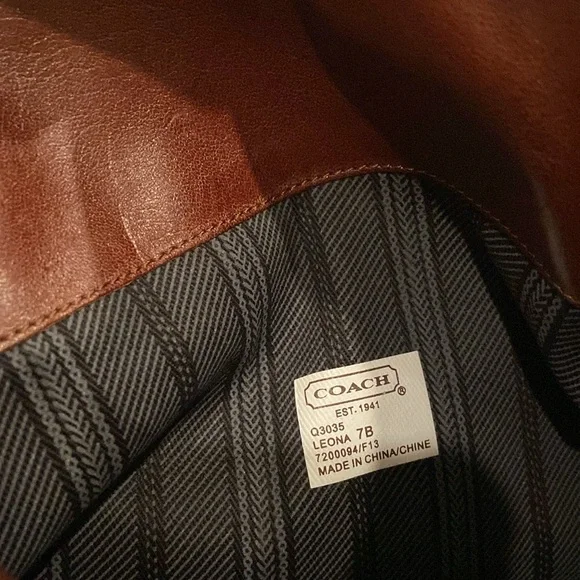 COACH®
EST. 1941
Q3035
LEONA 7B
7200094/F13
MADE IN CHINA/CHINE